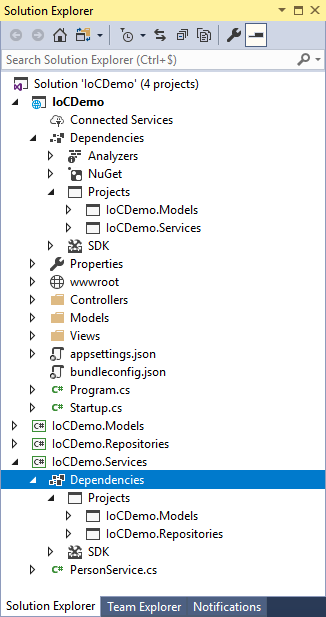 Solution Explorer
Search Solution Explorer (Ctrl+$)
Solution 'IoCDemo' (4 projects)
IoCDemo
Connected Services
Dependencies
Analyzers
NuGet
Projects
IoCDemo.Models
IoCDemo.Services
SDK
Properties
wwwroot
Controllers
Models
Views
appsettings.json
bundleconfig.json
C# Program.cs
C# Startup.cs
C# IoCDemo.Models
C# IoCDemo.Repositories
C# IoCDemo.Services
Dependencies
Projects
IoCDemo.Models
IoCDemo.Repositories
SDK
C# PersonService.cs
Solution Explorer Team Explorer Notifications